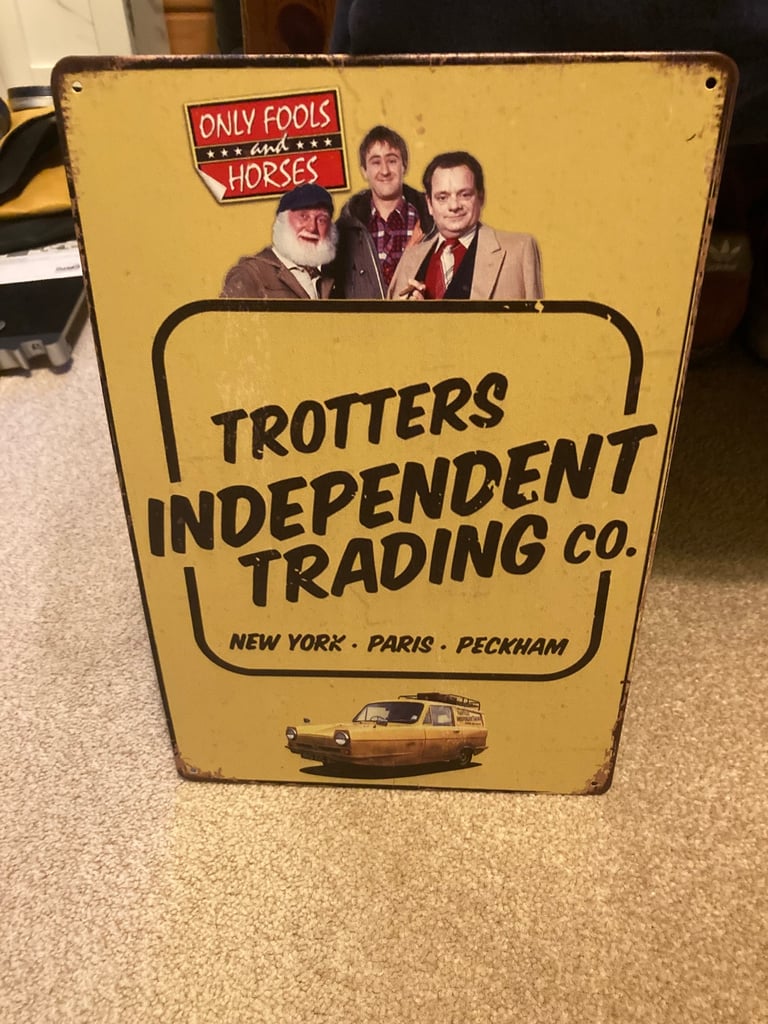 ONLY FOOLS
and
HORSES
TROTTERS
INDEPENDENT
TRADING CO.
NEW YORK · PARIS · PECKHAM